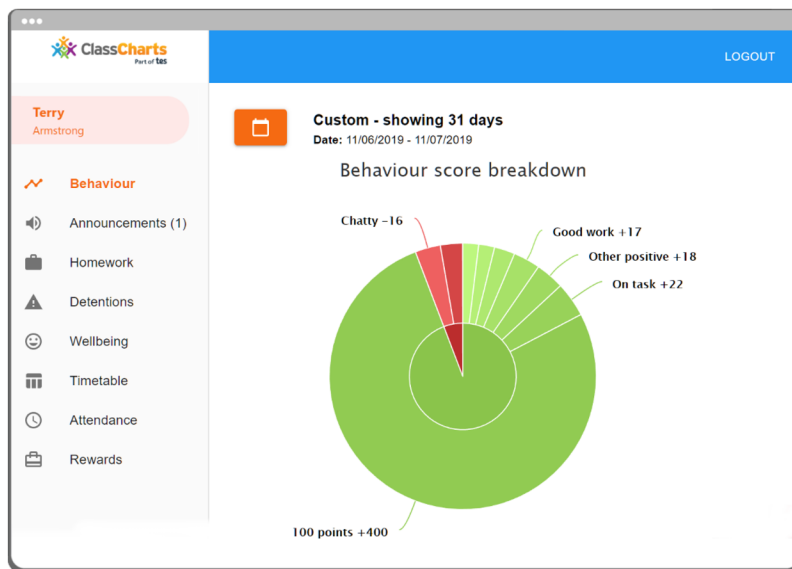 ClassCharts
Part of tes
LOGOUT
Terry
Armstrong
Behaviour
Announcements (1)
Homework
Detentions
Wellbeing
Timetable
Attendance
Rewards
Custom - showing 31 days
Date: 11/06/2019 - 11/07/2019
Behaviour score breakdown
Chatty -16
Good work +17
Other positive +18
On task +22
100 points +400